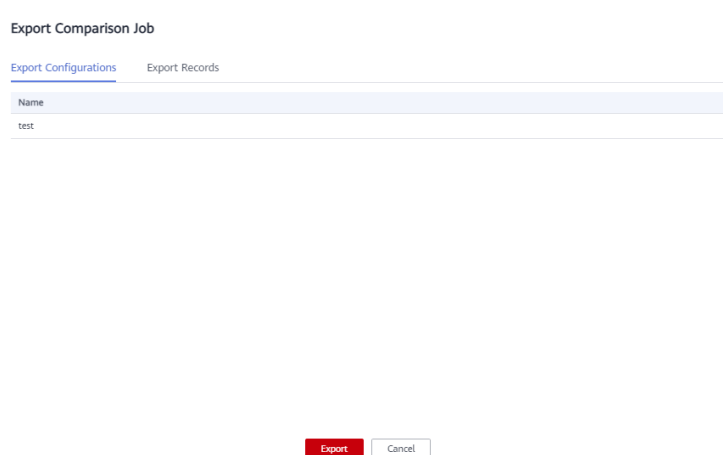 Export Comparison Job
Export Configurations Export Records
Name
test
Export Cancel